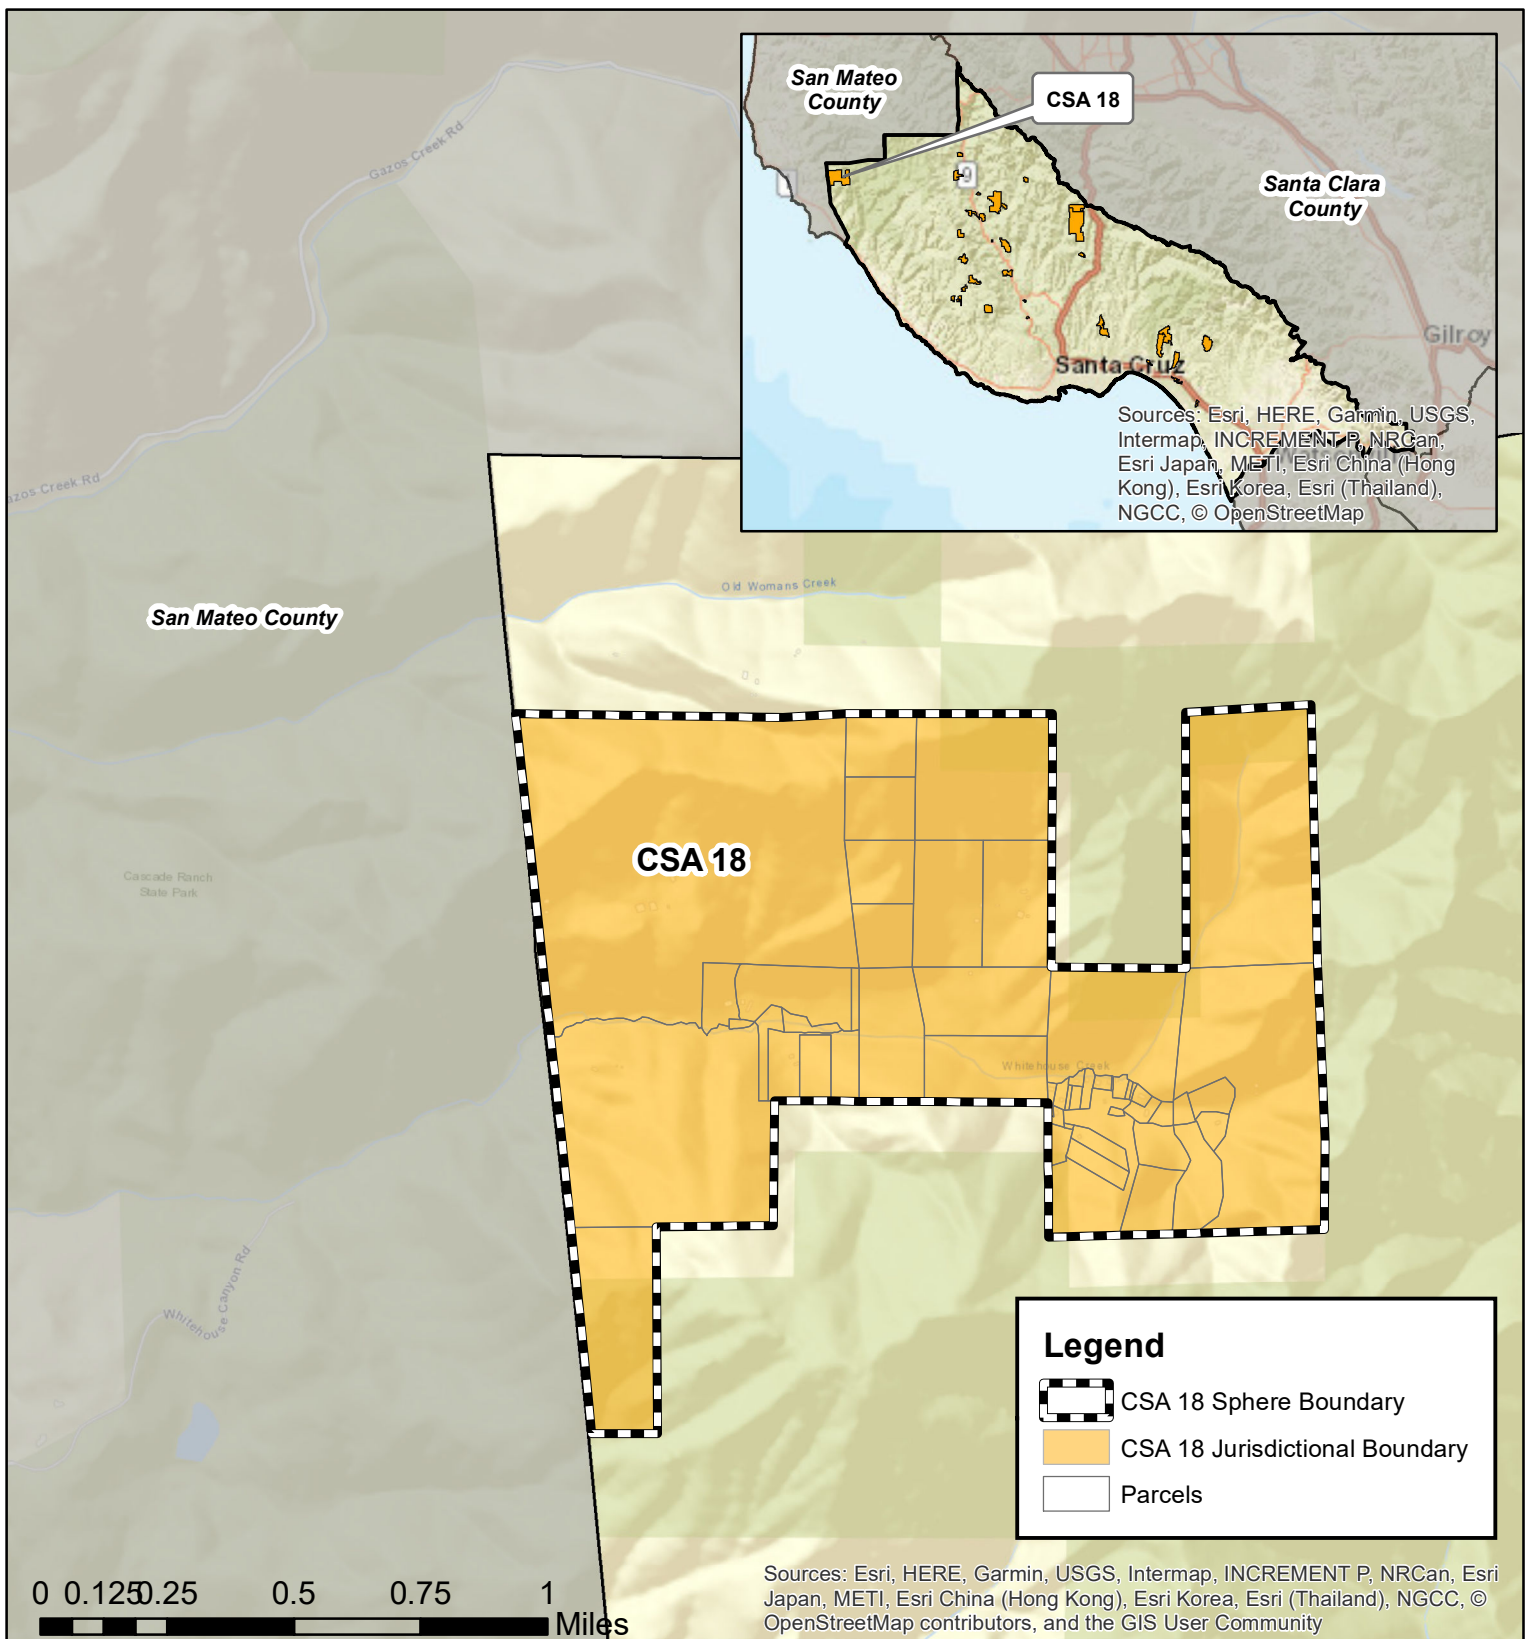 San Mateo
County
CSA 18
Santa Clara
County
9
Gilroy
Santa Cruz
Sources: Esri, HERE, Garmin, USGS,
Intermap, INCREMENT P, NRCan,
Esri Japan, METI, Esri China (Hong
Kong), Esri Korea, Esri (Thailand),
NGCC, © OpenStreetMap
Gazos Creek Rd
azos Creek Rd
Old Womans Creek
San Mateo County
CSA 18
Cascade Ranch
State Park
Whitehouse Creek
Whitehouse Canyon Rd
Legend
CSA 18 Sphere Boundary
CSA 18 Jurisdictional Boundary
Parcels
0 0.125 0.25 0.5 0.75 1
Miles
Sources: Esri, HERE, Garmin, USGS, Intermap, INCREMENT P, NRCan, Esri
Japan, METI, Esri China (Hong Kong), Esri Korea, Esri (Thailand), NGCC, ©
OpenStreetMap contributors, and the GIS User Community